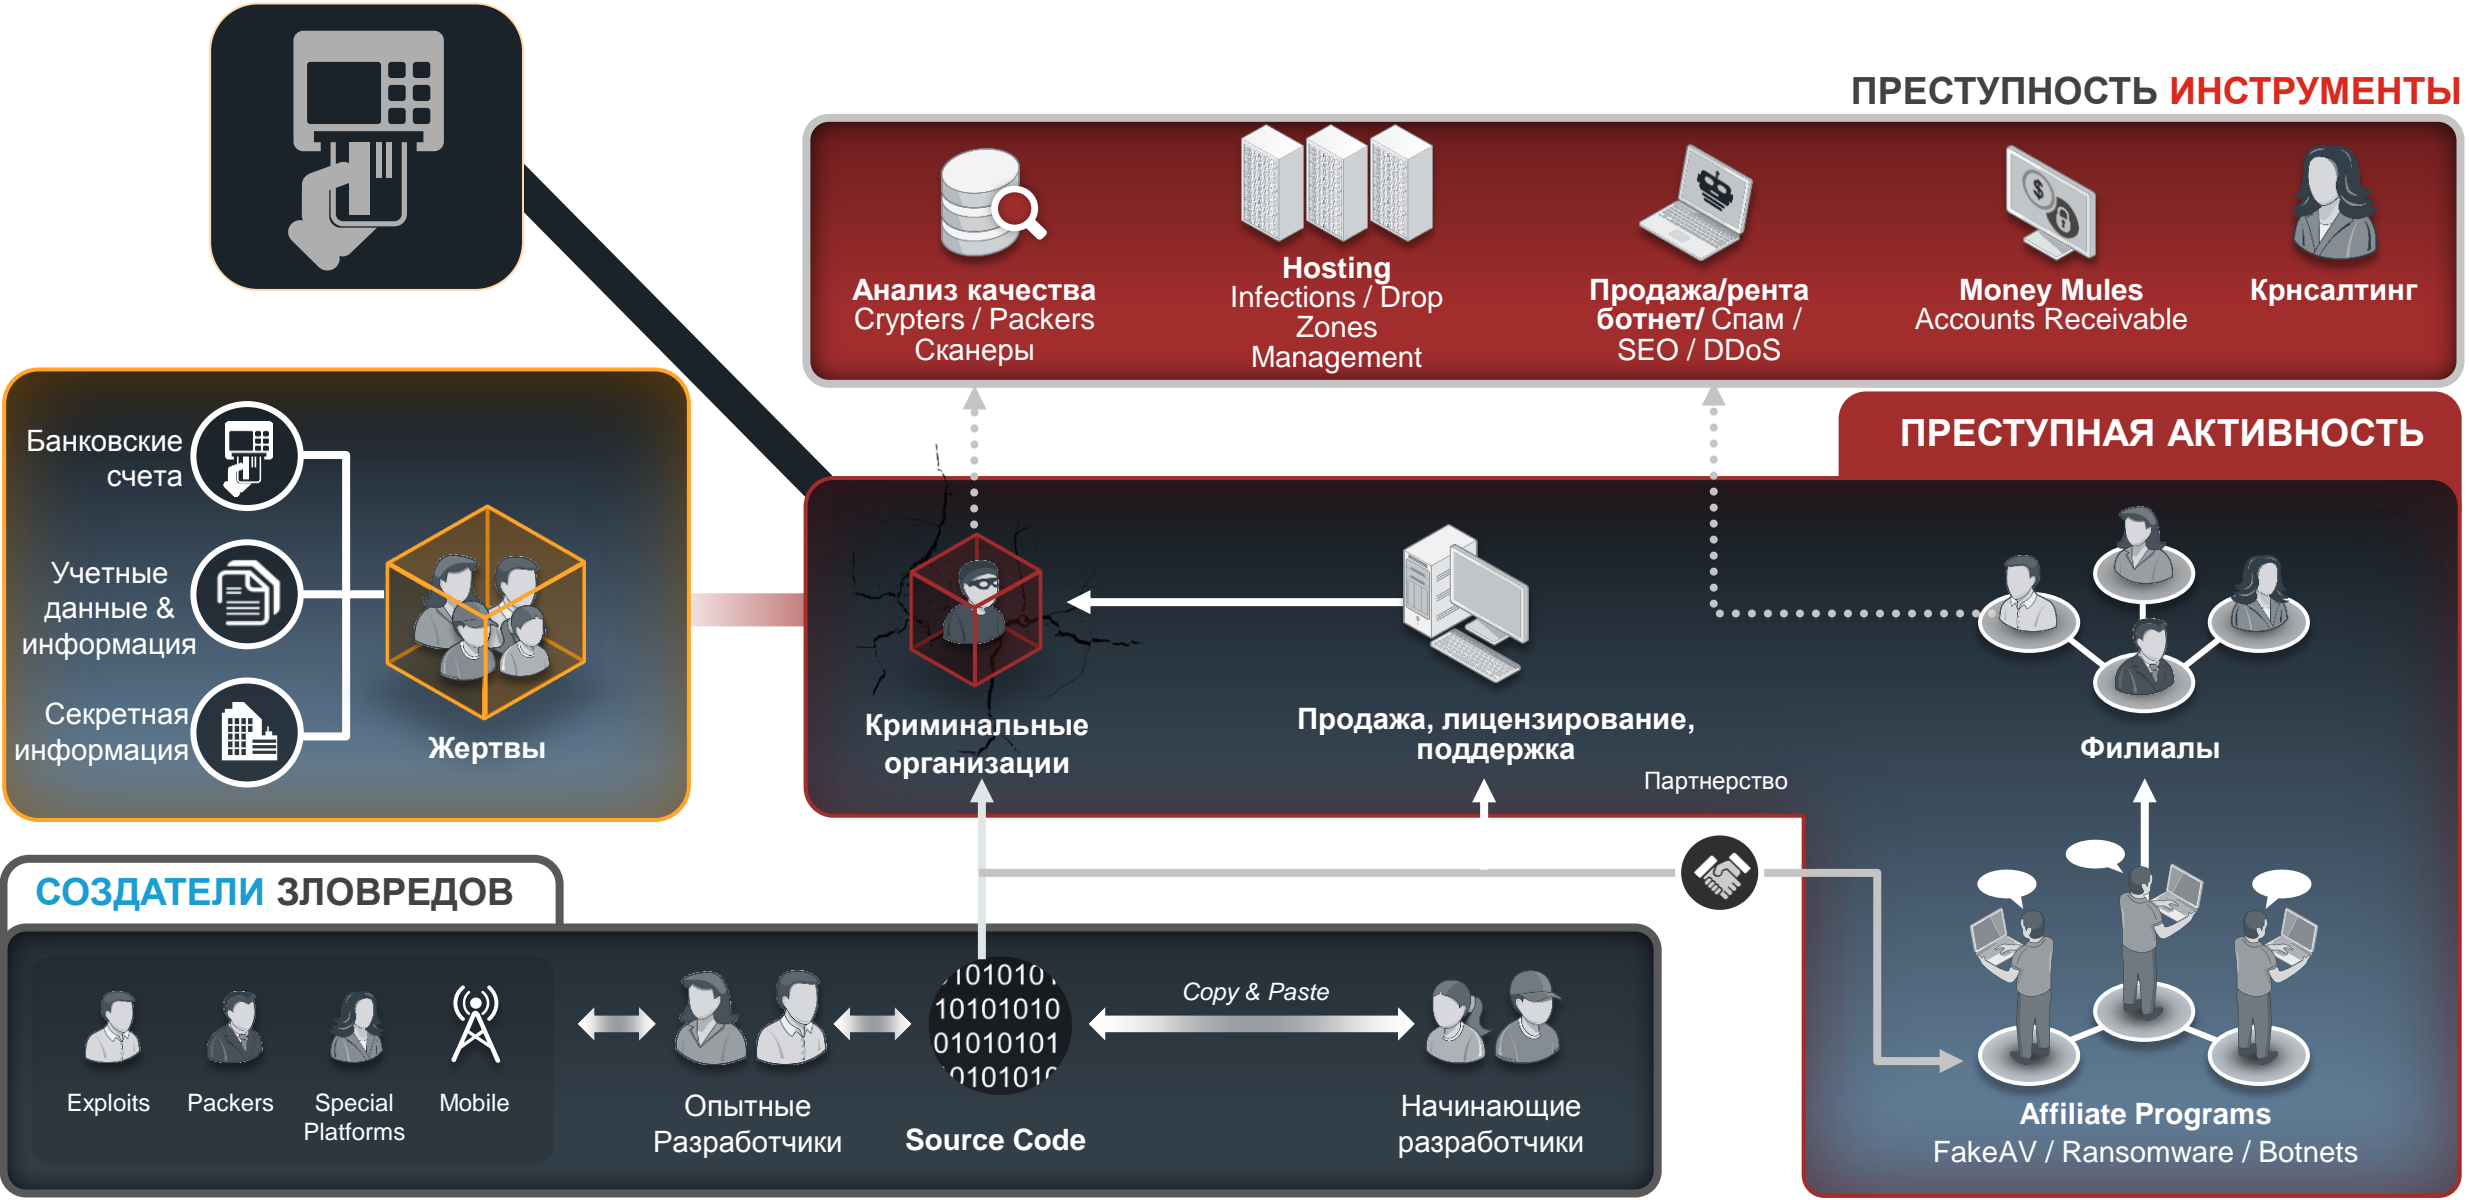 ПРЕСТУПНОСТЬ ИНСТРУМЕНТЫ
Анализ качества
Crypters / Packers
Сканеры
Hosting
Infections / Drop
Zones
Management
Продажа/рента
ботнет/ Спам /
SEO / DDoS
Money Mules
Accounts Receivable
Крнсалтинг
ПРЕСТУПНАЯ АКТИВНОСТЬ
Банковские
счета
Учетные
данные &
информация
Секретная
информация
Жертвы
Криминальные
организации
Продажа, лицензирование,
поддержка
Партнерство
Филиалы
Affiliate Programs
FakeAV / Ransomware / Botnets
СОЗДАТЕЛИ ЗЛОВРЕДОВ
Exploits
Packers
Special
Platforms
Mobile
Опытные
Разработчики
1010101
10101010
01010101
01010101
Source Code
Copy & Paste
Начинающие
разработчики